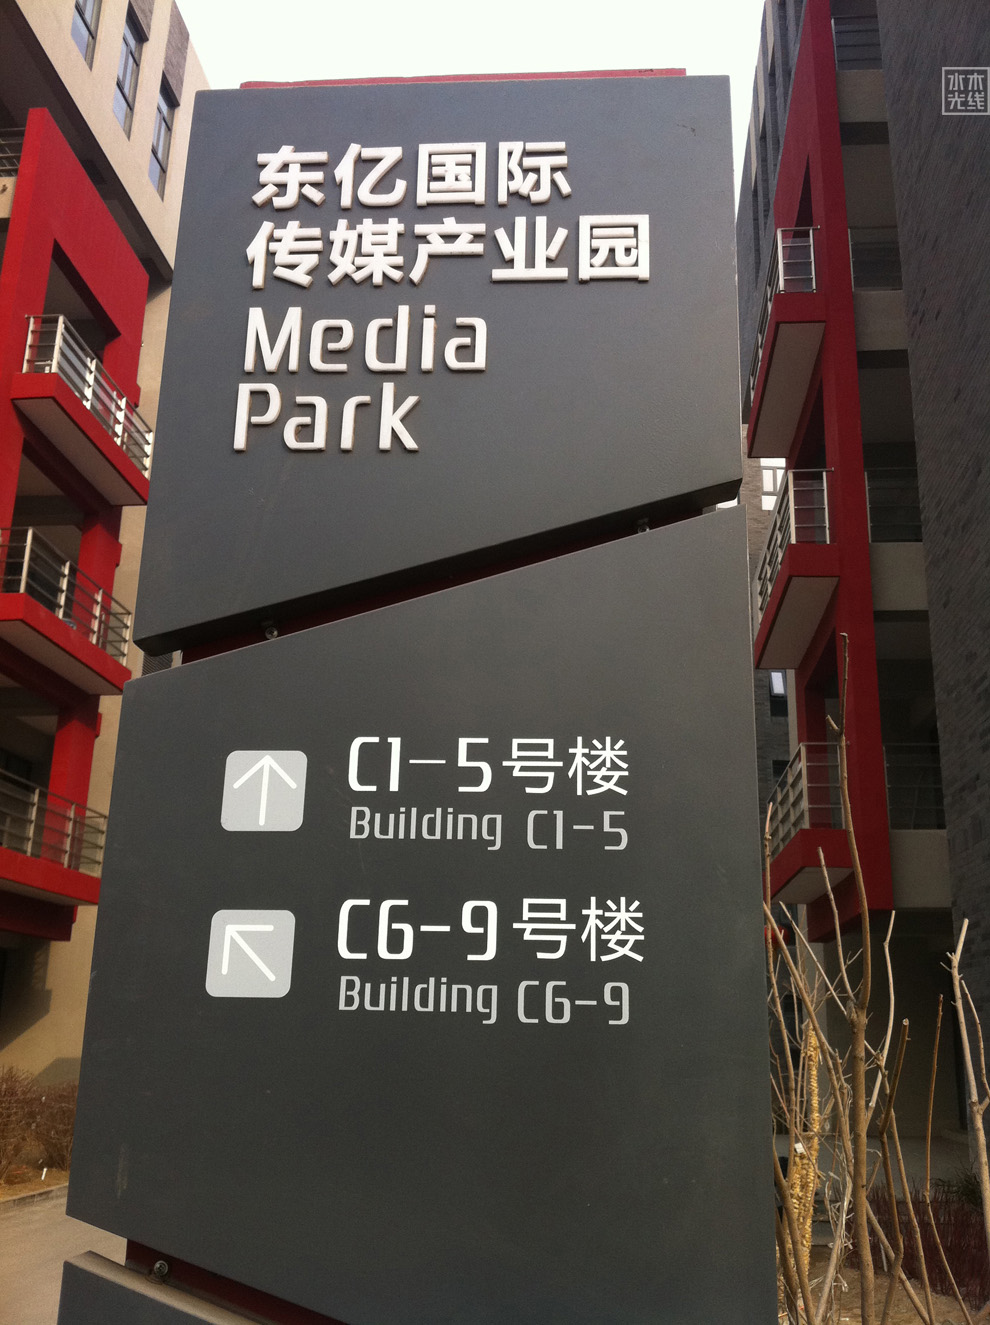 东亿国际
传媒产业园
Media
Park
C1-5号楼
Building C1-5
C6-9号楼
Building C6-9
水木
光线